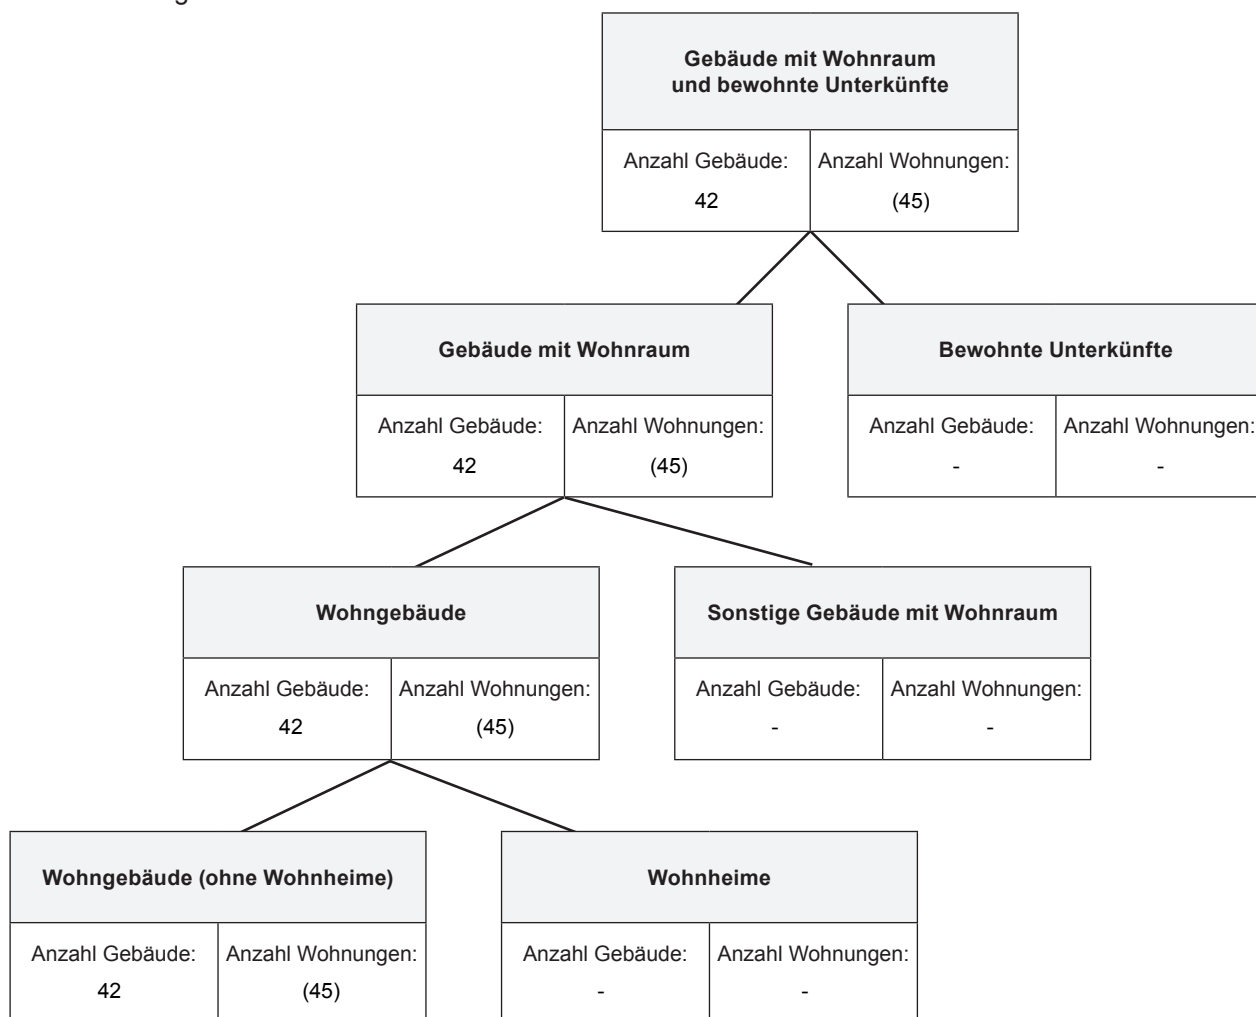 Gebäude mit Wohnraum
und bewohnte Unterkünfte
Anzahl Gebäude: Anzahl Wohnungen:
42 (45)
Gebäude mit Wohnraum
Anzahl Gebäude: Anzahl Wohnungen:
42 (45)
Bewohnte Unterkünfte
Anzahl Gebäude: Anzahl Wohnungen:
- -
Wohngebäude
Anzahl Gebäude: Anzahl Wohnungen:
42 (45)
Sonstige Gebäude mit Wohnraum
Anzahl Gebäude: Anzahl Wohnungen:
- -
Wohngebäude (ohne Wohnheime)
Anzahl Gebäude: Anzahl Wohnungen:
42 (45)
Wohnheime
Anzahl Gebäude: Anzahl Wohnungen:
- -